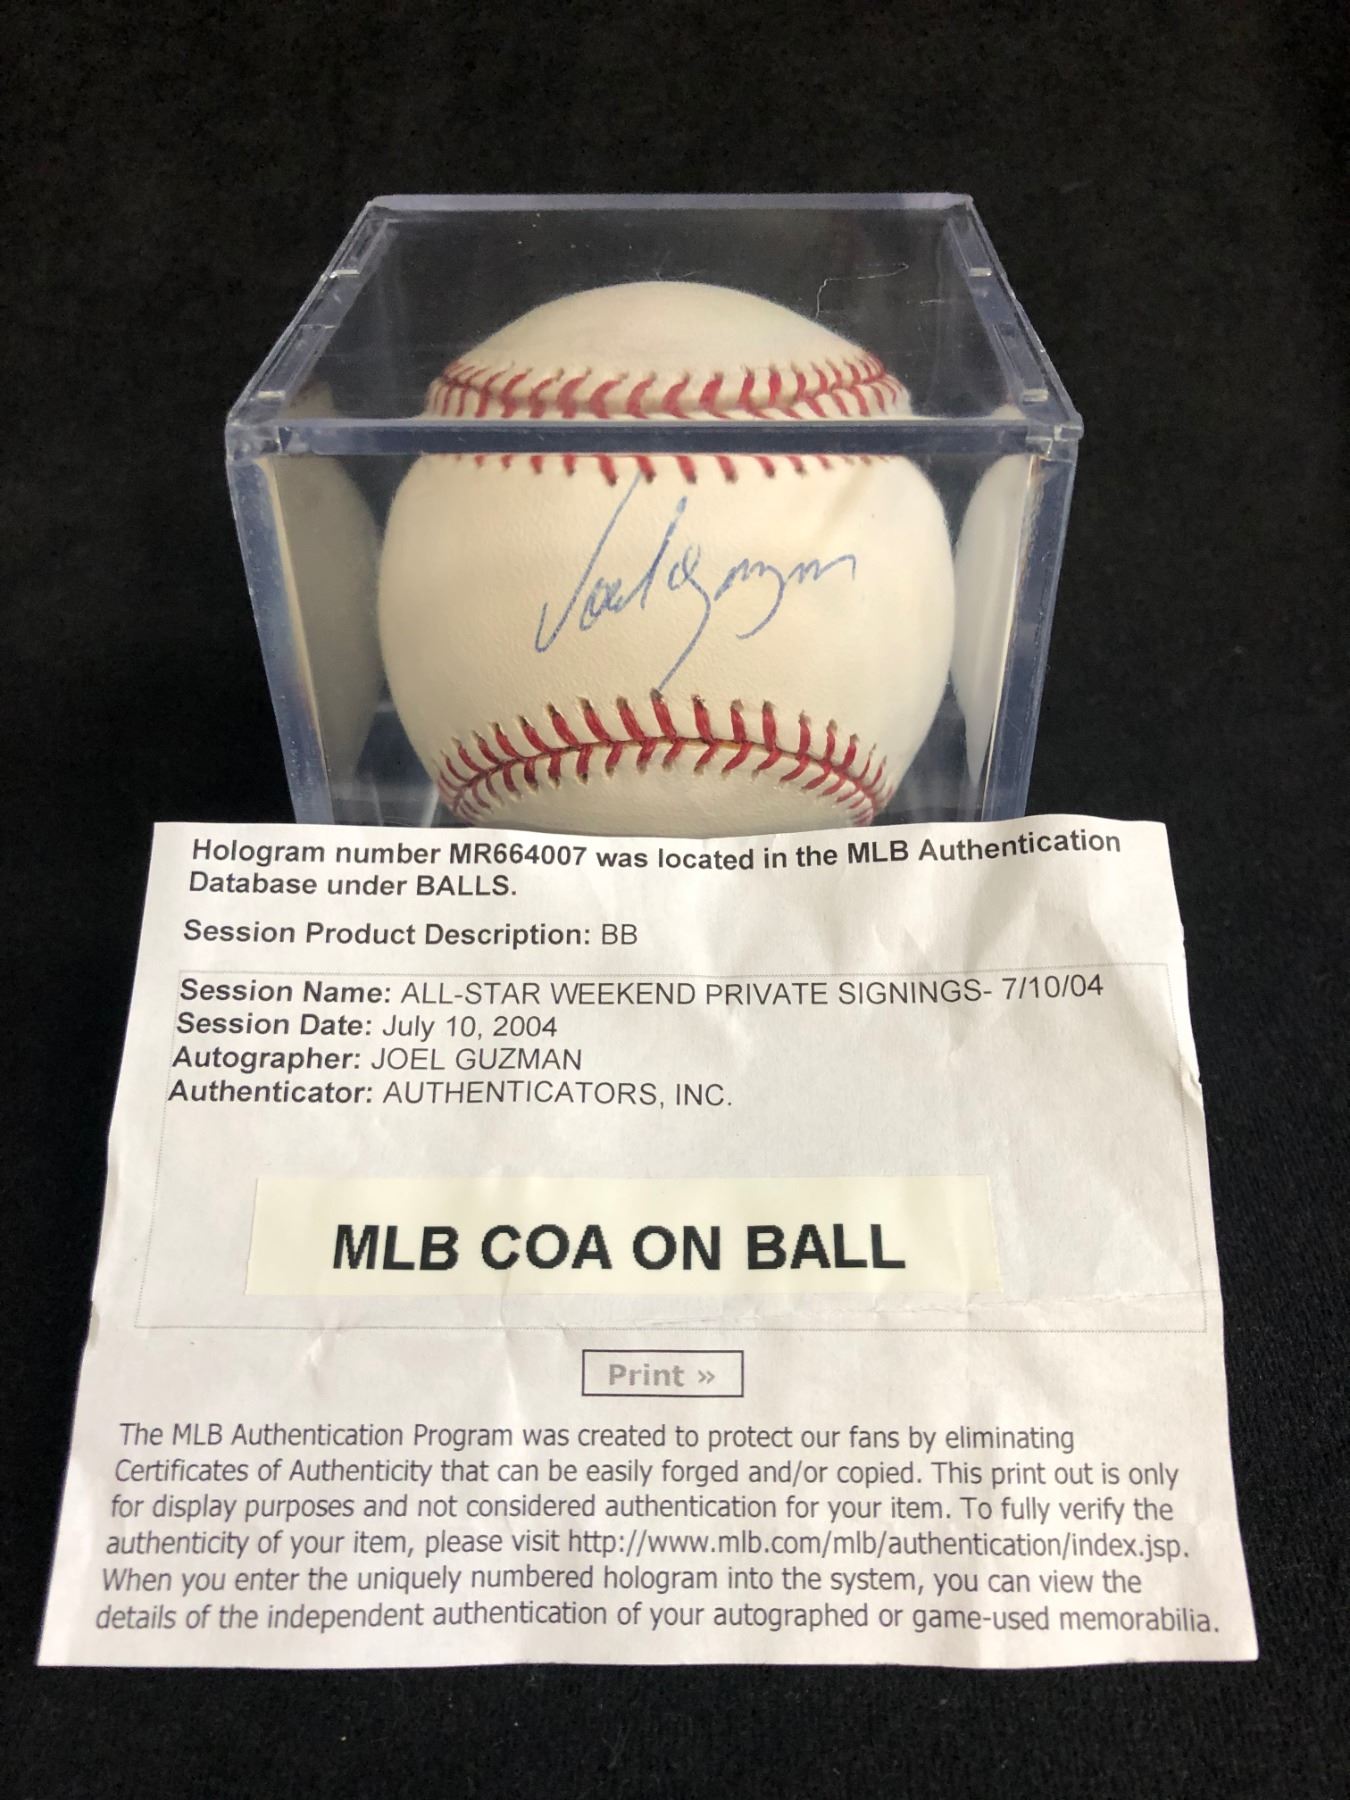 Joel Guzman
Hologram number MR664007 was located in the MLB Authentication
Database under BALLS.
Session Product Description: BB
Session Name: ALL-STAR WEEKEND PRIVATE SIGNINGS- 7/10/04
Session Date: July 10, 2004
Autographer: JOEL GUZMAN
Authenticator: AUTHENTICATORS, INC.
MLB COA ON BALL
Print »
The MLB Authentication Program was created to protect our fans by eliminating
Certificates of Authenticity that can be easily forged and/or copied. This print out is only
for display purposes and not considered authentication for your item. To fully verify the
authenticity of your item, please visit http://www.mlb.com/mlb/authentication/index.jsp.
When you enter the uniquely numbered hologram into the system, you can view the
details of the independent authentication of your autographed or game-used memorabilia.